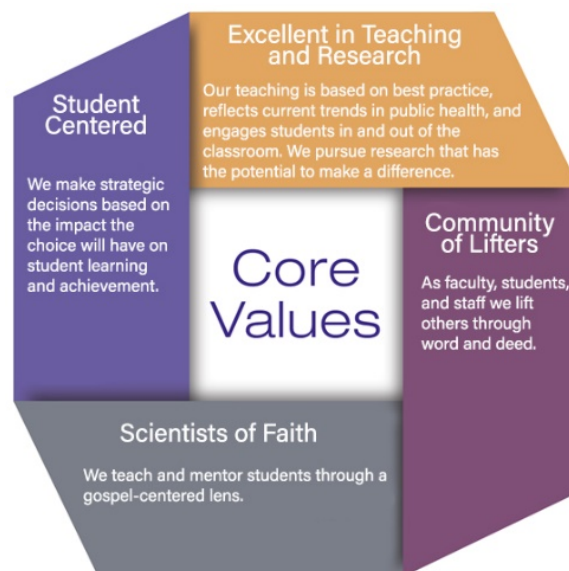 Excellent in Teaching
and Research
Our teaching is based on best practice,
reflects current trends in public health, and
engages students in and out of the
classroom. We pursue research that has
the potential to make a difference.
Student
Centered
We make strategic
decisions based on
the impact the
choice will have on
student learning
and achievement.
Core
Values
Community
of Lifters
As faculty, students,
and staff we lift
others through
word and deed.
Scientists of Faith
We teach and mentor students through a
gospel-centered lens.